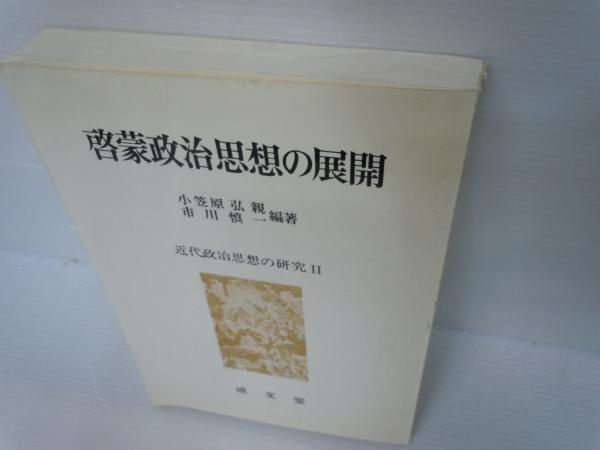 啓蒙政治思想の展開
小笠原弘親
市川慎一編著
近代政治思想の研究 II
成文堂